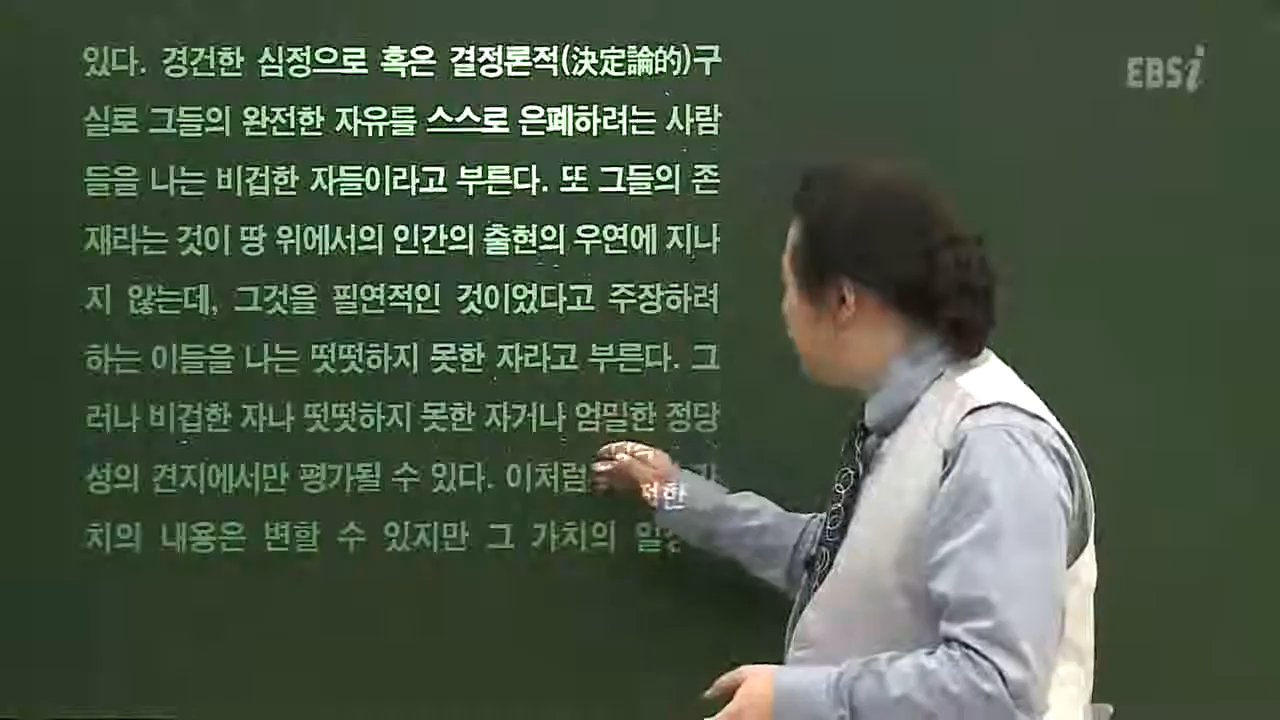 있다. 경건한 심정으로 혹은 결정론적(決定論的)구
실로 그들의 완전한 자유를 스스로 은폐하려는 사람
들을 나는 비겁한 자들이라고 부른다. 또 그들의 존
재라는 것이 땅 위에서의 인간의 출현의 우연에 지나
지 않는데, 그것을 필연적인 것이었다고 주장하려
하는 이들을 나는 떳떳하지 못한 자라고 부른다. 그
러나 비겁한 자나 떳떳하지 못한 자거나 엄밀한 정당
성의 견지에서만 평가될 수 있다. 이처럼
치의 내용은 변할 수 있지만 그 가치의
EBSi